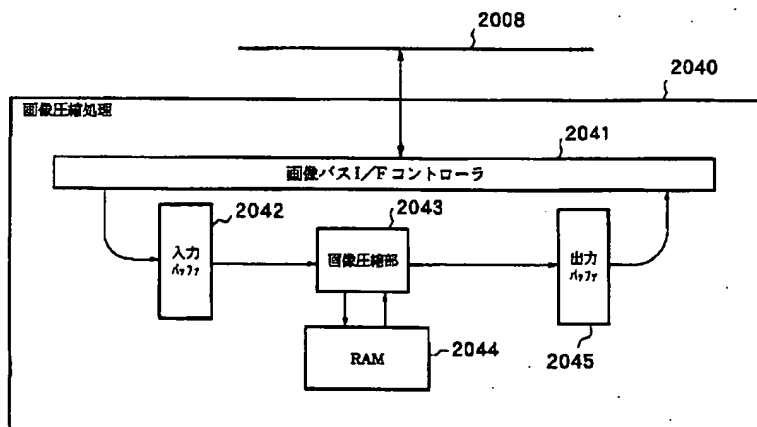 2008
2040
画像圧縮処理
2041
画像バスI/Fコントローラ
2042
2043
入力
バッファ
画像圧縮部
出力
バッファ
RAM
2044
2045